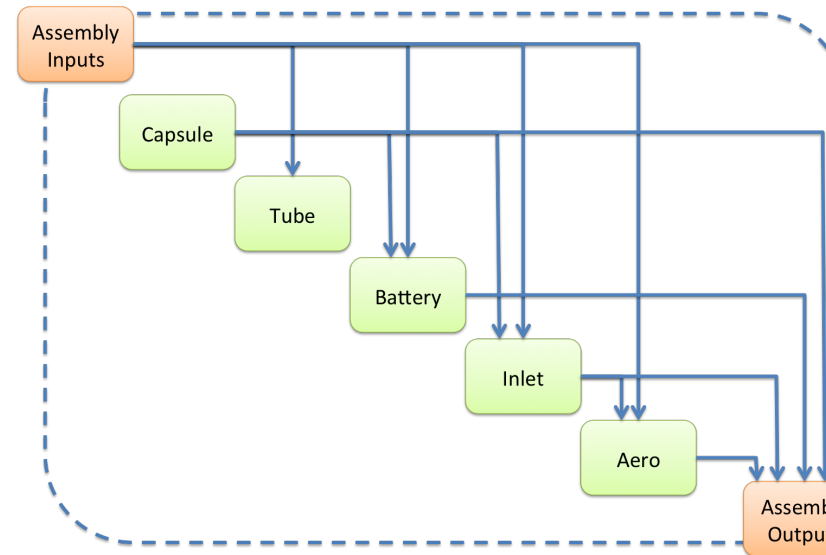 Assembly
Inputs
Capsule
Tube
Battery
Inlet
Aero